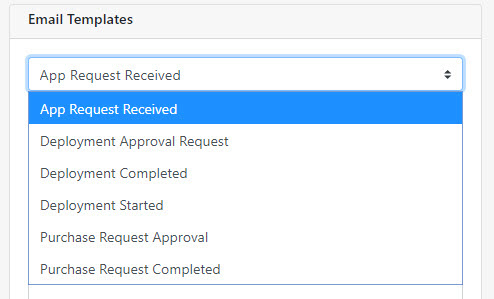 Email Templates
App Request Received
App Request Received
Deployment Approval Request
Deployment Completed
Deployment Started
Purchase Request Approval
Purchase Request Completed